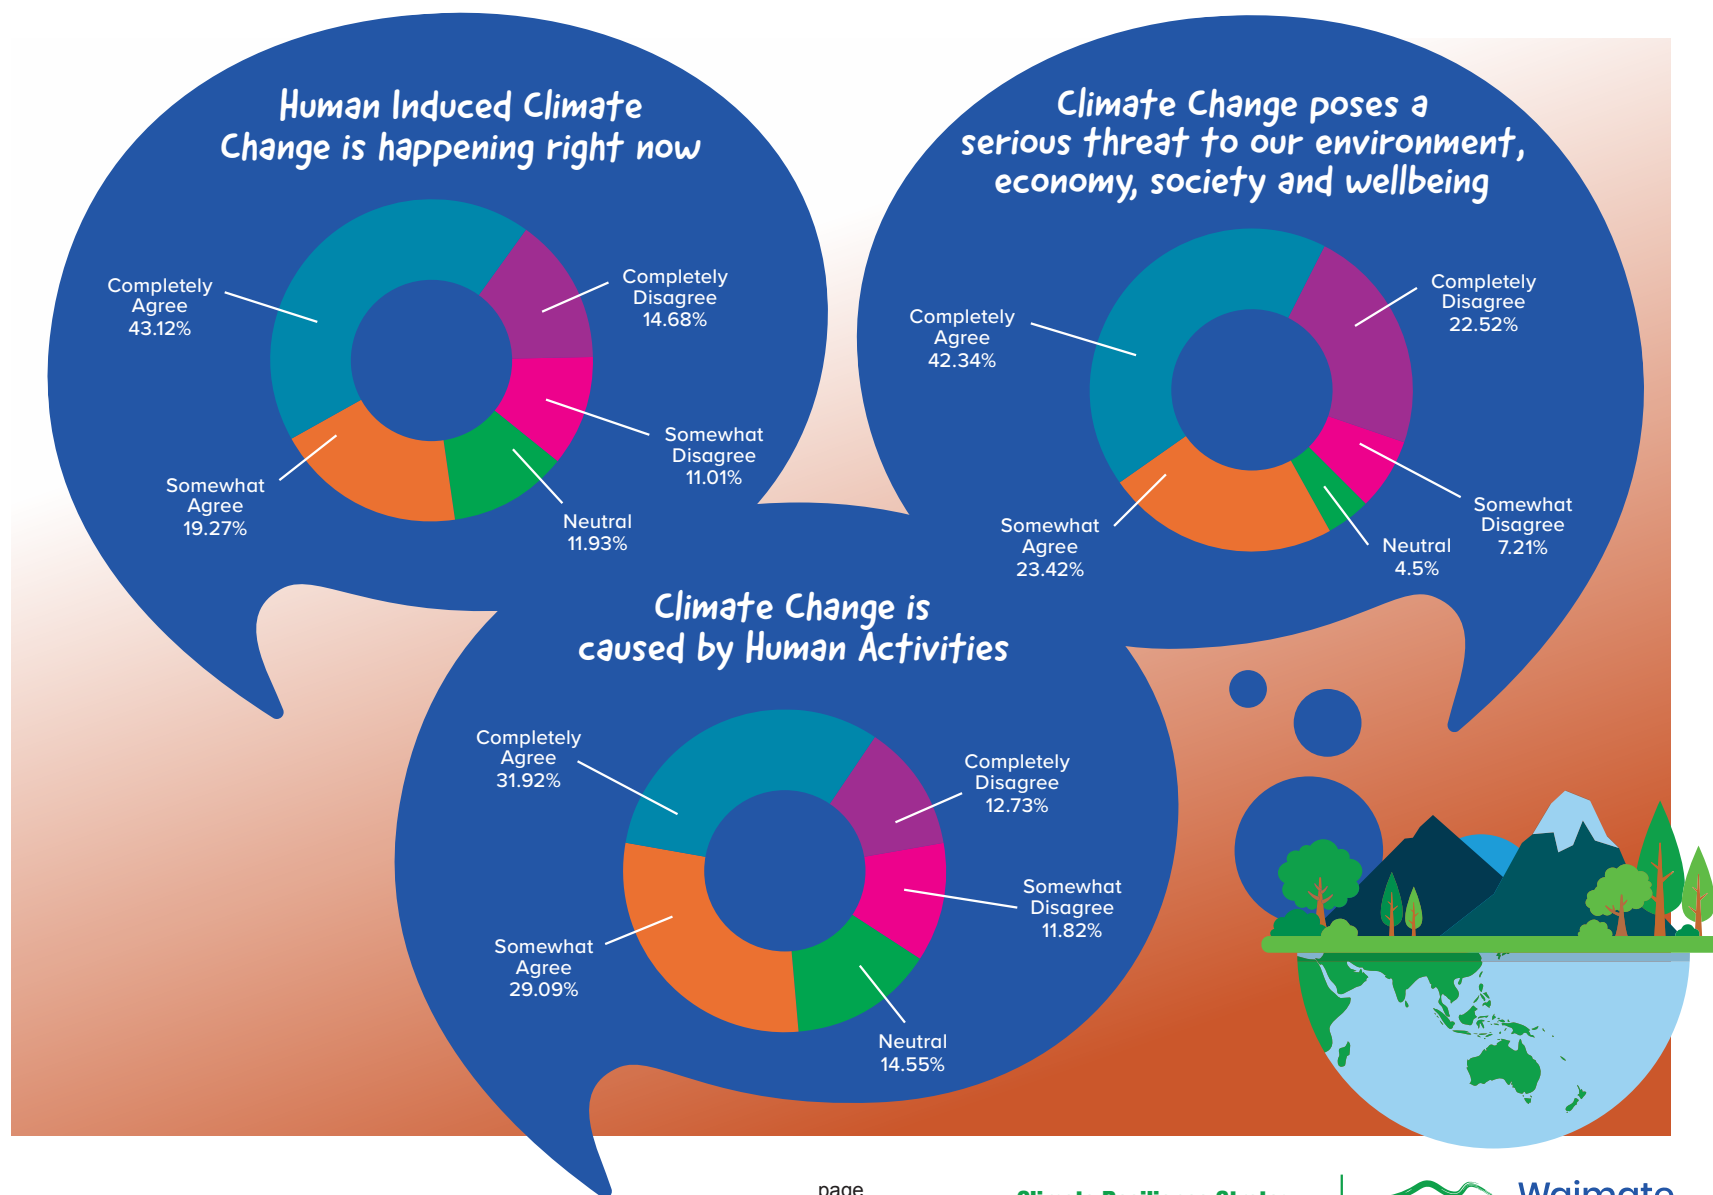 Human Induced Climate
Change is happening right now
Completely
Agree
43.12%
Completely
Disagree
14.68%
Somewhat
Disagree
11.01%
Somewhat
Agree
19.27%
Neutral
11.93%
Climate Change poses a
serious threat to our environment,
economy, society and wellbeing
Completely
Agree
42.34%
Completely
Disagree
22.52%
Somewhat
Disagree
7.21%
Somewhat
Agree
23.42%
Neutral
4.5%
Climate Change is
caused by Human Activities
Completely
Agree
31.92%
Completely
Disagree
12.73%
Somewhat
Disagree
11.82%
Somewhat
Agree
29.09%
Neutral
14.55%
page
Waimate